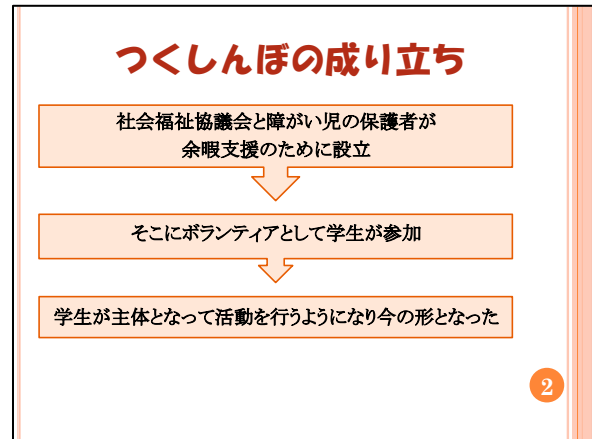 つくしんぼの成り立ち
社会福祉協議会と障がい児の保護者が
余暇支援のために設立
そこにボランティアとして学生が参加
学生が主体となって活動を行うようになり今の形となった
2